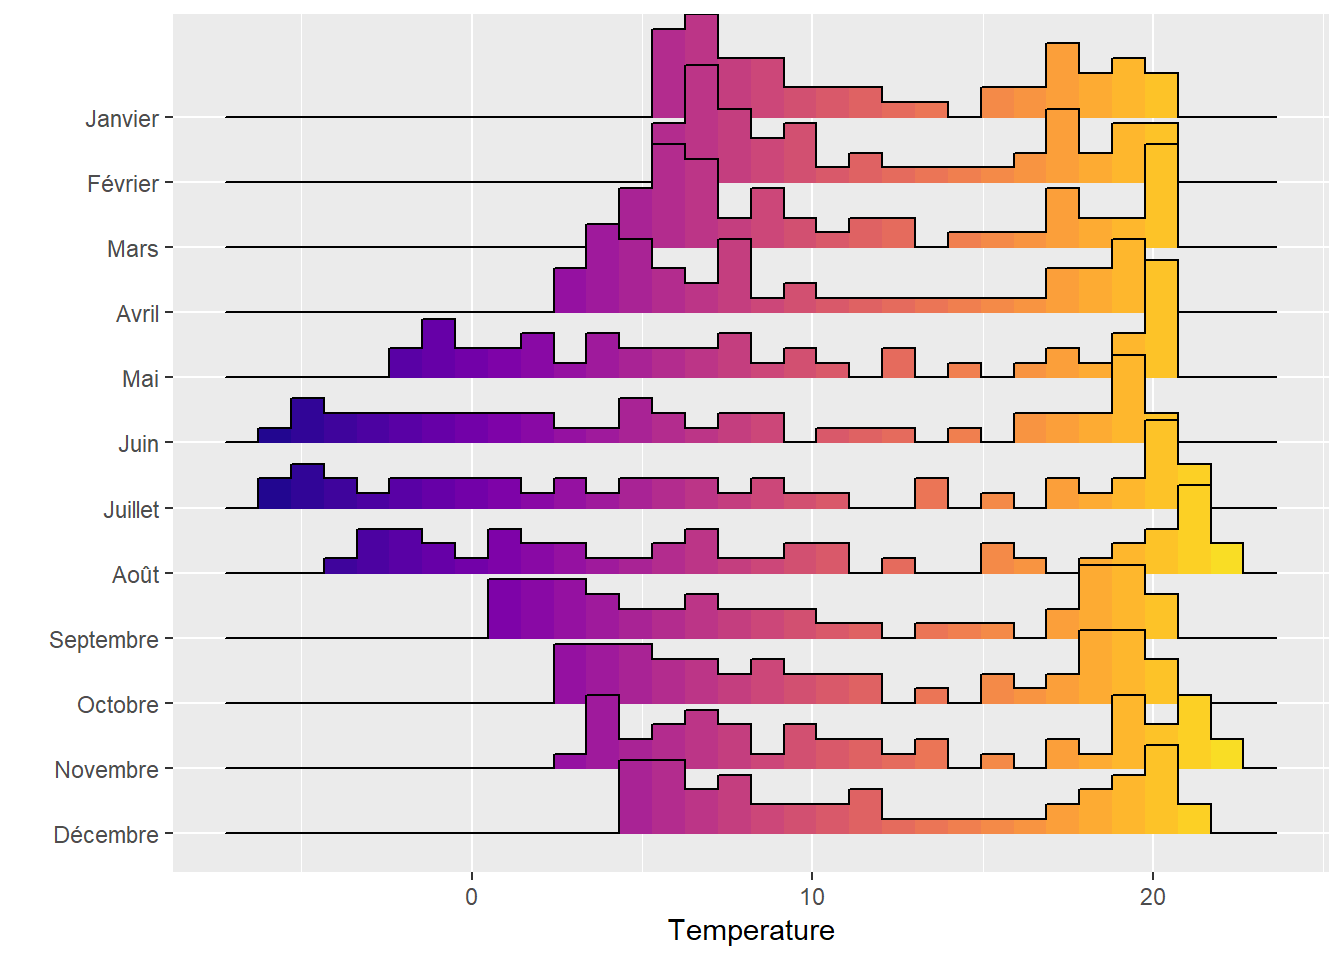 Janvier
Février
Mars
Avril
Mai
Juin
Juillet
Août
Septembre
Octobre
Novembre
Décembre
0 10 20
Temperature